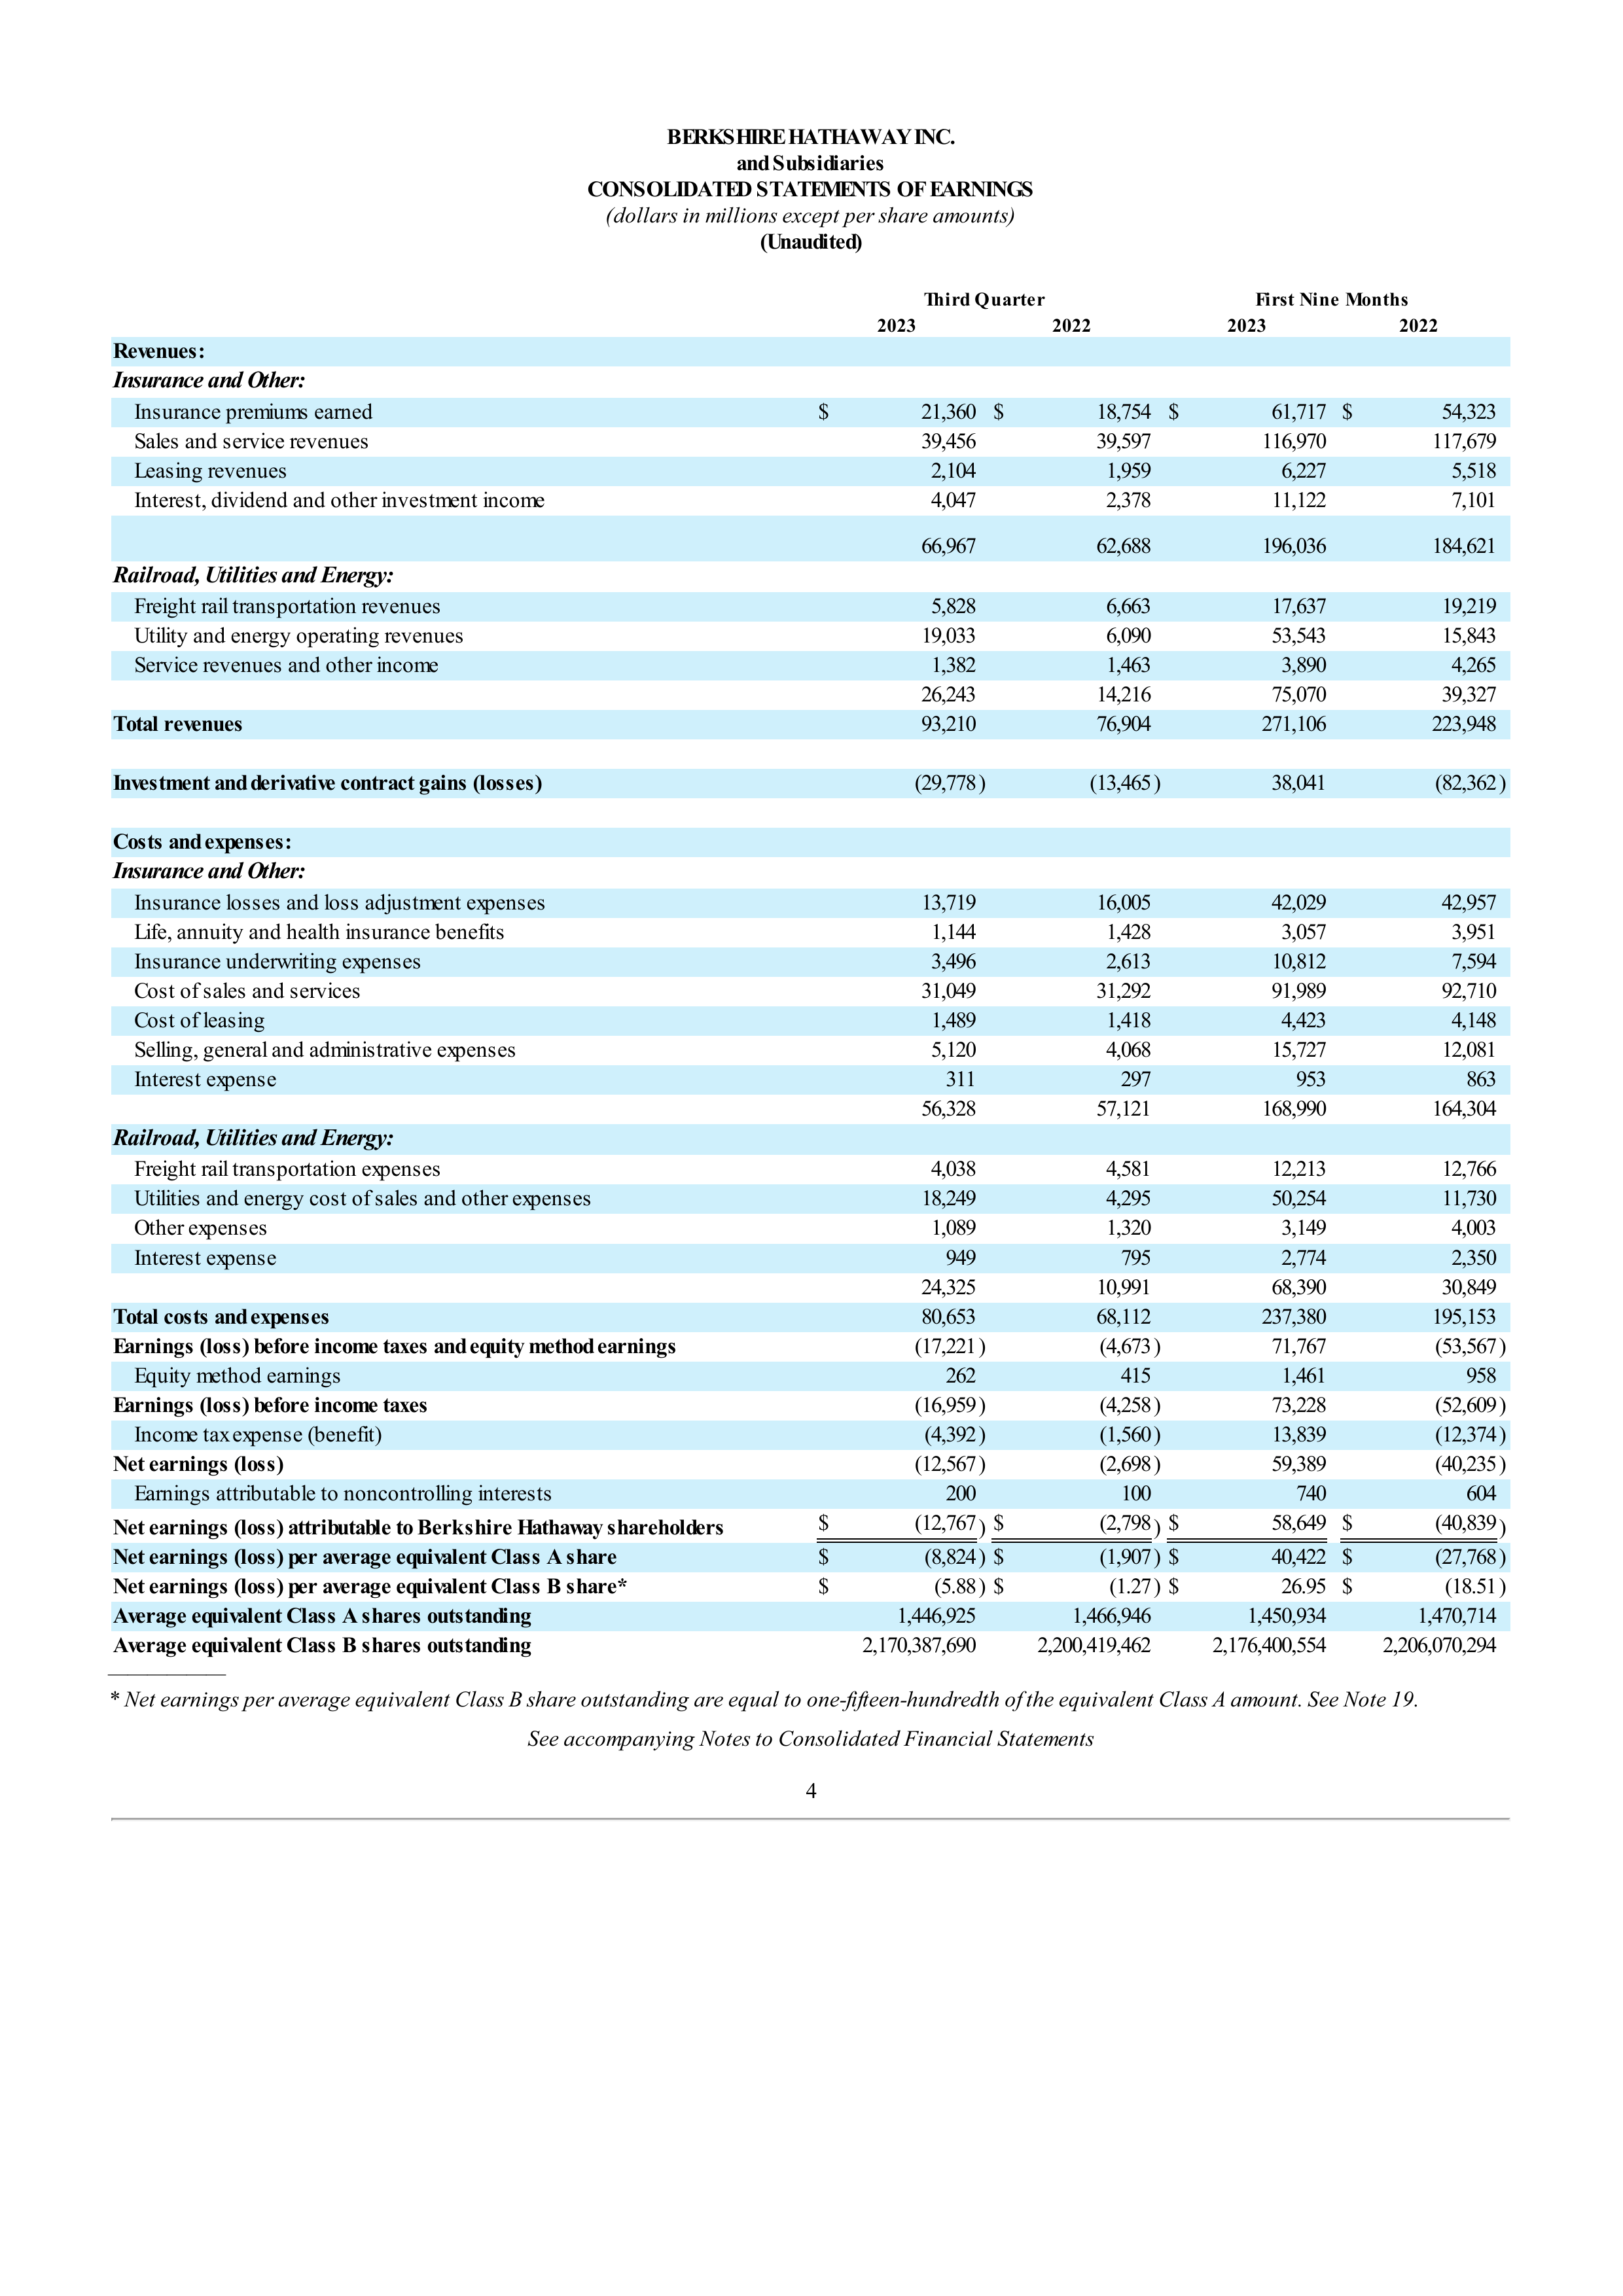 BERKSHIRE HATHAWAY INC.
and Subsidiaries
CONSOLIDATED STATEMENTS OF EARNINGS
(dollars in millions except per share amounts)
(Unaudited)
Third Quarter First Nine Months
2023 2022 2023 2022
Revenues:
Insurance and Other:
Insurance premiums earned $ 21,360 $ 18,754 $ 61,717 $ 54,323
Sales and service revenues 39,456 39,597 116,970 117,679
Leasing revenues 2,104 1,959 6,227 5,518
Interest, dividend and other investment income 4,047 2,378 11,122 7,101
66,967 62,688 196,036 184,621
Railroad, Utilities and Energy:
Freight rail transportation revenues 5,828 6,663 17,637 19,219
Utility and energy operating revenues 19,033 6,090 53,543 15,843
Service revenues and other income 1,382 1,463 3,890 4,265
26,243 14,216 75,070 39,327
Total revenues 93,210 76,904 271,106 223,948
Investment and derivative contract gains (losses) (29,778) (13,465) 38,041 (82,362)
Costs and expenses:
Insurance and Other:
Insurance losses and loss adjustment expenses 13,719 16,005 42,029 42,957
Life, annuity and health insurance benefits 1,144 1,428 3,057 3,951
Insurance underwriting expenses 3,496 2,613 10,812 7,594
Cost of sales and services 31,049 31,292 91,989 92,710
Cost of leasing 1,489 1,418 4,423 4,148
Selling, general and administrative expenses 5,120 4,068 15,727 12,081
Interest expense 311 297 953 863
56,328 57,121 168,990 164,304
Railroad, Utilities and Energy:
Freight rail transportation expenses 4,038 4,581 12,213 12,766
Utilities and energy cost of sales and other expenses 18,249 4,295 50,254 11,730
Other expenses 1,089 1,320 3,149 4,003
Interest expense 949 795 2,774 2,350
24,325 10,991 68,390 30,849
Total costs and expenses 80,653 68,112 237,380 195,153
Earnings (loss) before income taxes and equity method earnings (17,221) (4,673) 71,767 (53,567)
Equity method earnings 262 415 1,461 958
Earnings (loss) before income taxes (16,959) (4,258) 73,228 (52,609)
Income tax expense (benefit) (4,392) (1,560) 13,839 (12,374)
Net earnings (loss) (12,567) (2,698) 59,389 (40,235)
Earnings attributable to noncontrolling interests 200 100 740 604
Net earnings (loss) attributable to Berkshire Hathaway shareholders $ (12,767) $ (2,798) $ 58,649 $ (40,839)
Net earnings (loss) per average equivalent Class A share $ (8,824) $ (1,907) $ 40,422 $ (27,768)
Net earnings (loss) per average equivalent Class B share* $ (5.88) $ (1.27) $ 26.95 $ (18.51)
Average equivalent Class A shares outstanding 1,446,925 1,466,946 1,450,934 1,470,714
Average equivalent Class B shares outstanding 2,170,387,690 2,200,419,462 2,176,400,554 2,206,070,294
* Net earnings per average equivalent Class B share outstanding are equal to one-fifteen-hundredth of the equivalent Class A amount. See Note 19.
See accompanying Notes to Consolidated Financial Statements
4